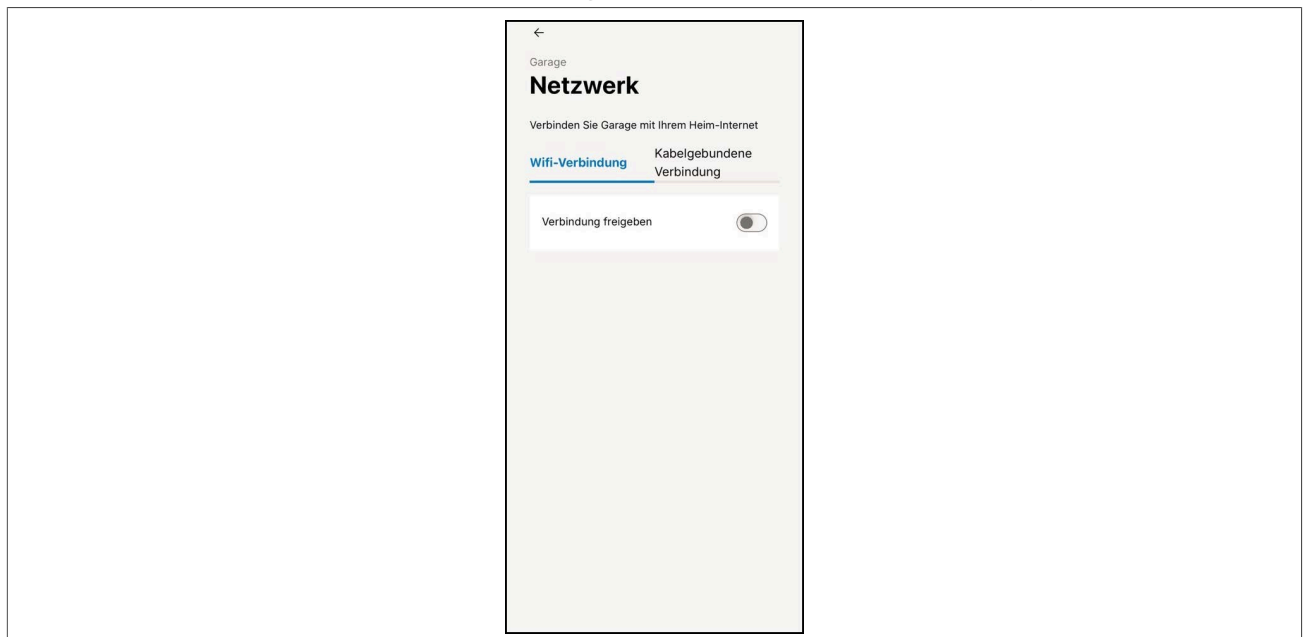 Garage
Netzwerk
Verbinden Sie Garage mit Ihrem Heim-Internet
Wifi-Verbindung
Kabelgebundene
Verbindung
Verbindung freigeben